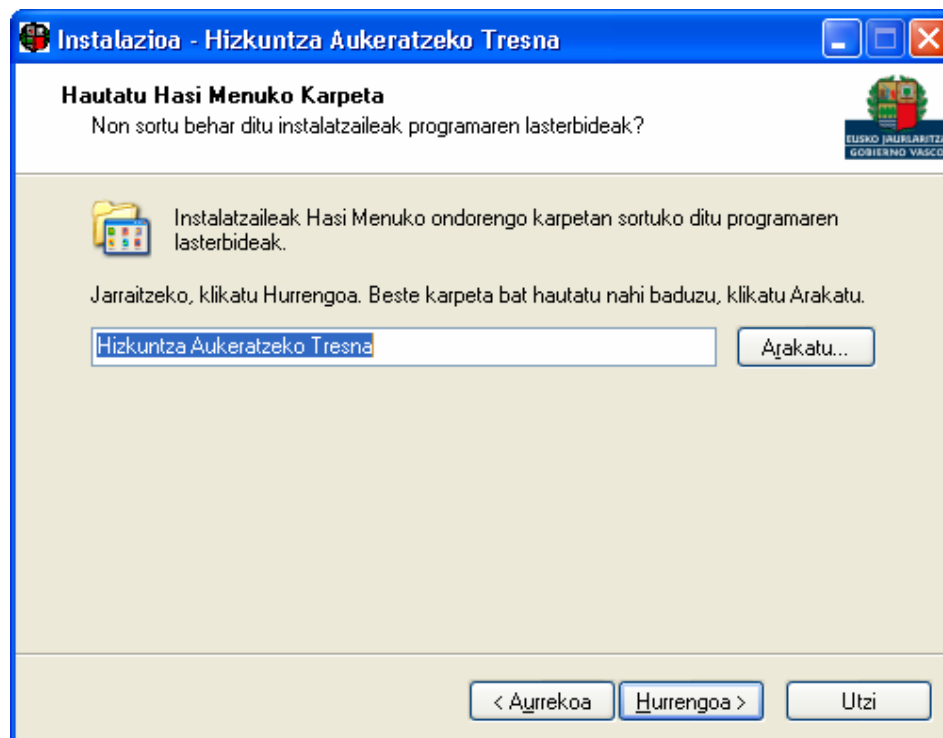 Instalazioa - Hizkuntza Aukeratzeko Tresna
Hautatu Hasi Menuko Karpeta
Non sortu behar ditu instalatzaileak programaren lasterbideak?
EUSKO JAURLARITZA
GOBIERNO VASCO
Instalatzaileak Hasi Menuko ondorengo karpetan sortuko ditu programaren
lasterbideak.
Jarraitzeko, klikatu Hurrengoa. Beste karpeta bat hautatu nahi baduzu, klikatu Arakatu.
Hizkuntza Aukeratzeko Tresna
Arakatu...
< Aurrekoa
Hurrengoa >
Utzi